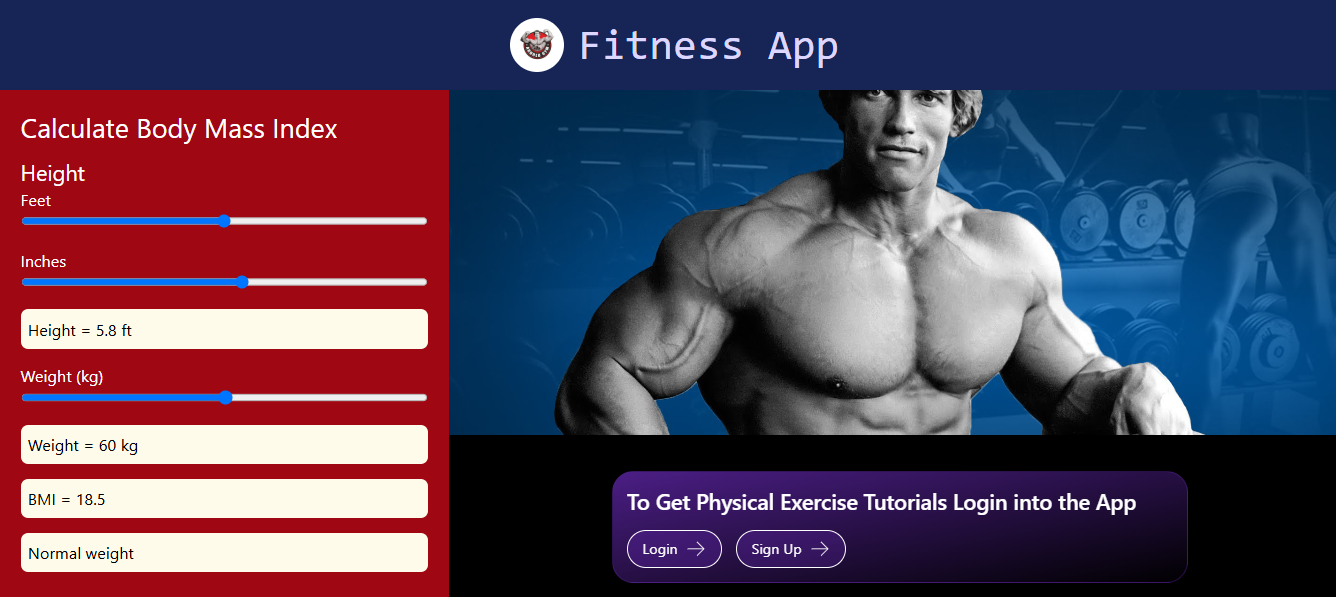 Fitness App
Calculate Body Mass Index
Height
Feet
Inches
Height = 5.8 ft
Weight (kg)
Weight = 60 kg
BMI = 18.5
Normal weight
To Get Physical Exercise Tutorials Login into the App
Login
Sign Up